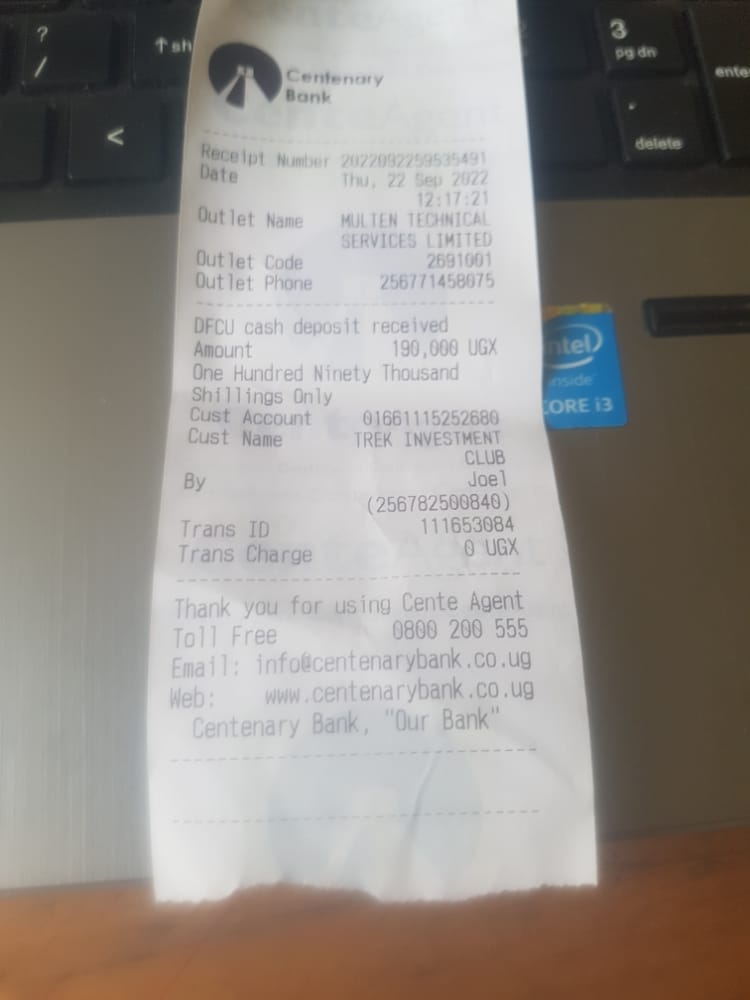 ?
/
↑ sh
3
pg dn
ente
<
.
delete
Centenary
Bank
Receipt Number 2022092259535491
Date Thu, 22 Sep 2022
12:17:21
Outlet Name MULTEN TECHNICAL
SERVICES LIMITED
Outlet Code 2691001
Outlet Phone 256771458075
DFCU cash deposit received
Amount 190,000 UGX
One Hundred Ninety Thousand
Shillings Only
Cust Account 01661115252680
Cust Name TREK INVESTMENT
CLUB
By Joel
(256782500840)
Trans ID 111653084
Trans Charge 0 UGX
Thank you for using Cente Agent
Toll Free 0800 200 555
Email: info@centenarybank.co.ug
Web: www.centenarybank.co.ug
Centenary Bank, "Our Bank"
ntel
inside
CORE i3